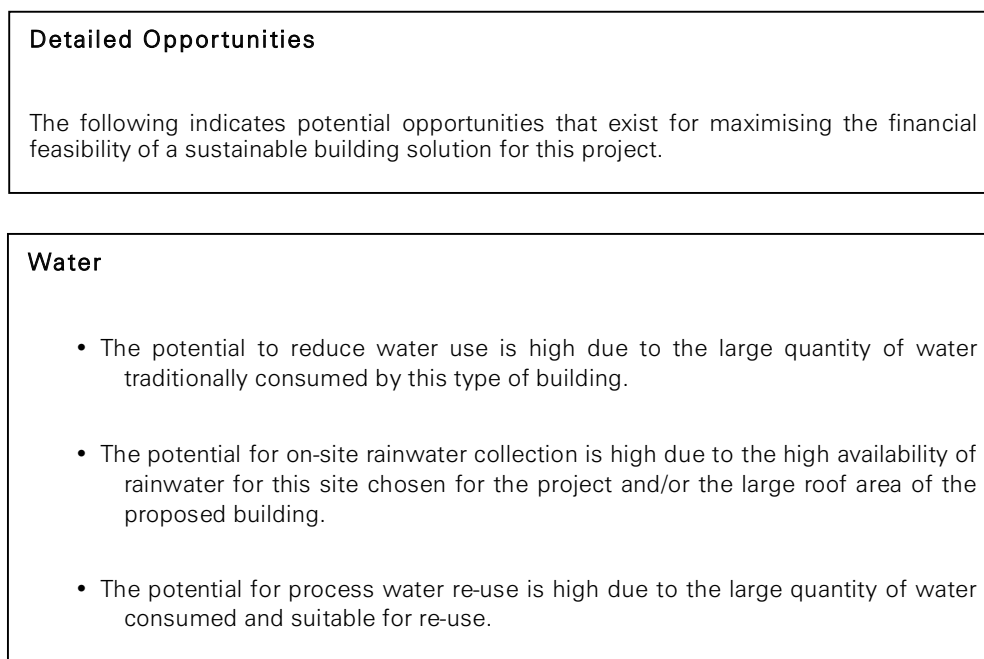 Detailed Opportunities
The following indicates potential opportunities that exist for maximising the financial
feasibility of a sustainable building solution for this project.
Water
• The potential to reduce water use is high due to the large quantity of water
traditionally consumed by this type of building.
• The potential for on-site rainwater collection is high due to the high availability of
rainwater for this site chosen for the project and/or the large roof area of the
proposed building.
• The potential for process water re-use is high due to the large quantity of water
consumed and suitable for re-use.